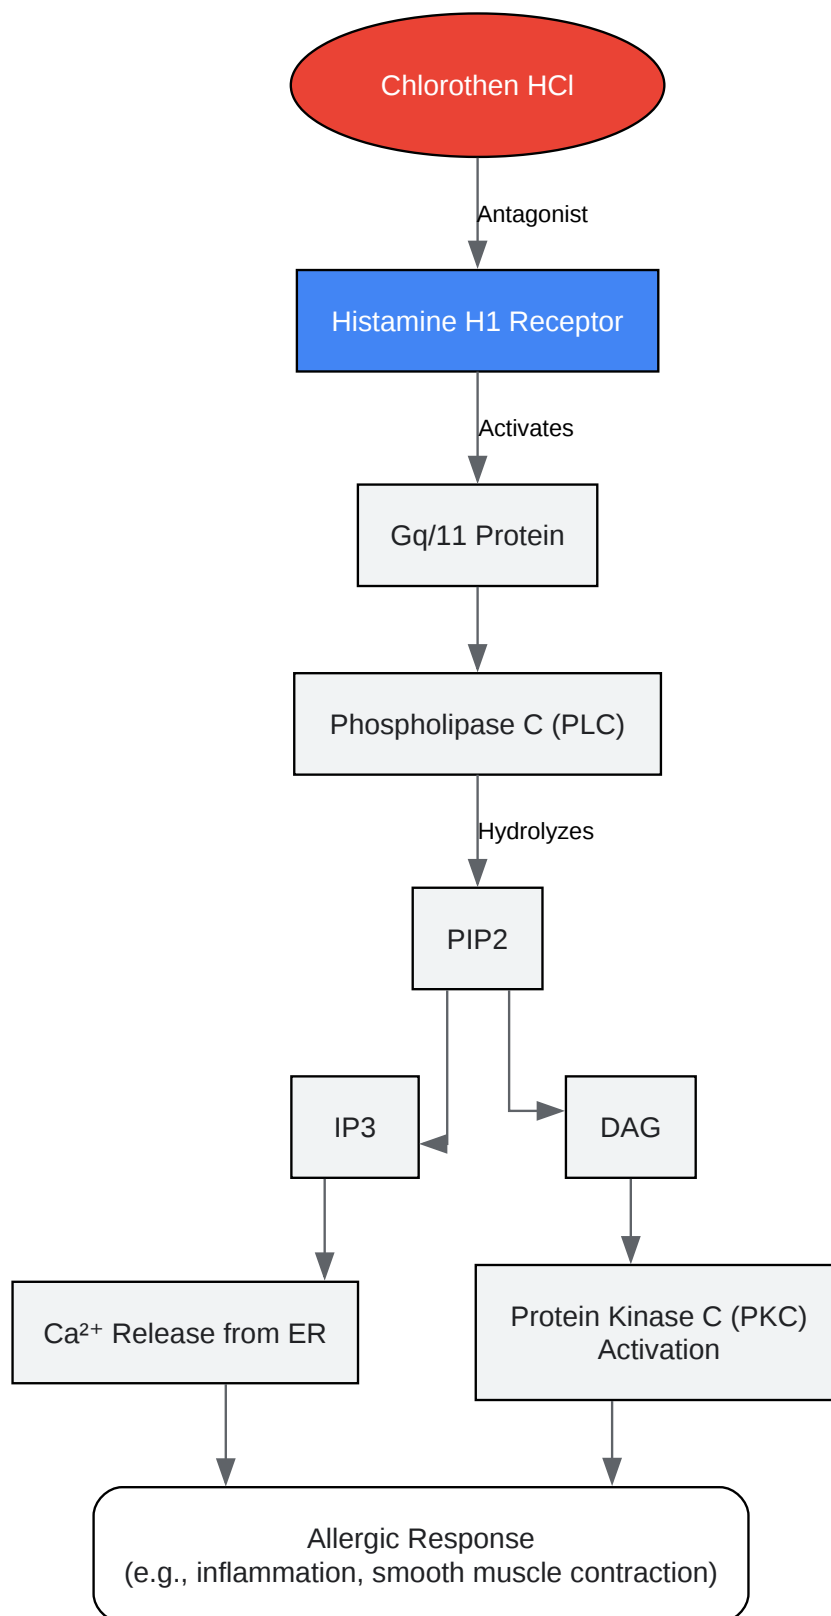 Chlorothen HCl
Antagonist
Histamine H1 Receptor
Activates
Gq/11 Protein
Phospholipase C (PLC)
Hydrolyzes
PIP2
IP3
DAG
Ca²⁺ Release from ER
Protein Kinase C (PKC)
Activation
Allergic Response
(e.g., inflammation, smooth muscle contraction)